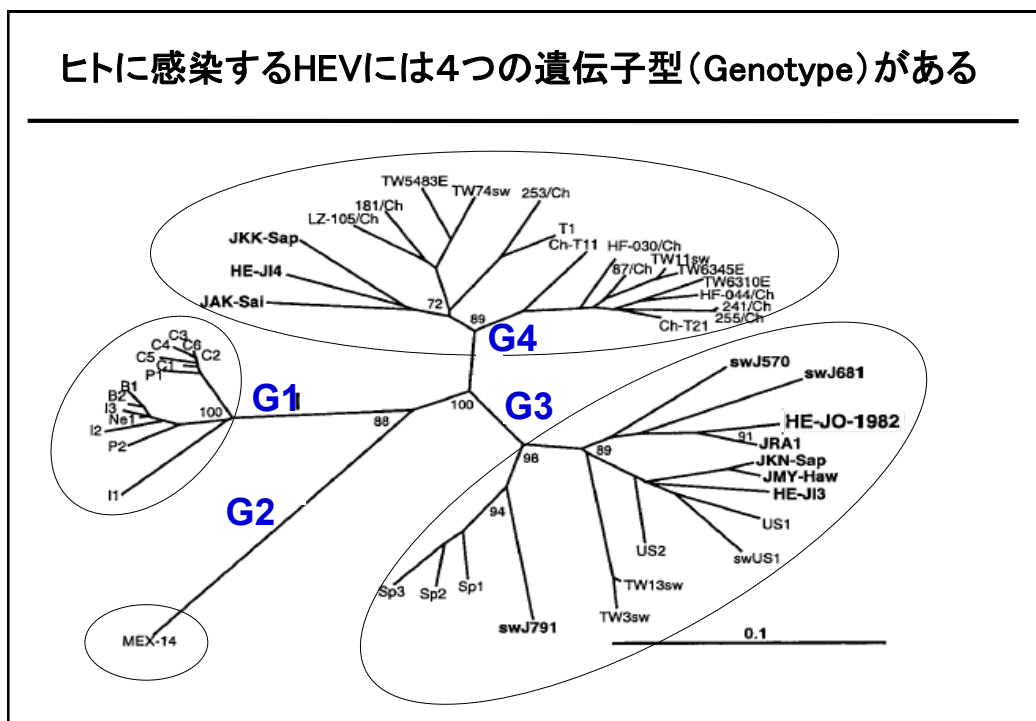 ヒトに感染するHEVには4つの遺伝子型(Genotype)がある
TW5483E
TW74sw
253/Ch
181/Ch
LZ-105/Ch
T1
JKK-Sap
Ch-T11
HF-030/Ch
TW11sw
87/Ch
TW6345E
HE-JI4
TW6310E
HF-044/Ch
JAK-Sai
72
241/Ch
255/Ch
89
Ch-T21
G4
C3
C4
C6
C5
C2
C1
P1
swJ570
swJ681
B1
B2
G1
G3
I3
100
88
100
HE-JO-1982
Ne1
I2
91
JRA1
P2
98
89
JKN-Sap
JMY-Haw
I1
HE-JI3
G2
94
US1
US2
swUS1
Sp3
Sp2
Sp1
TW13sw
TW3sw
swJ791
MEX-14
0.1